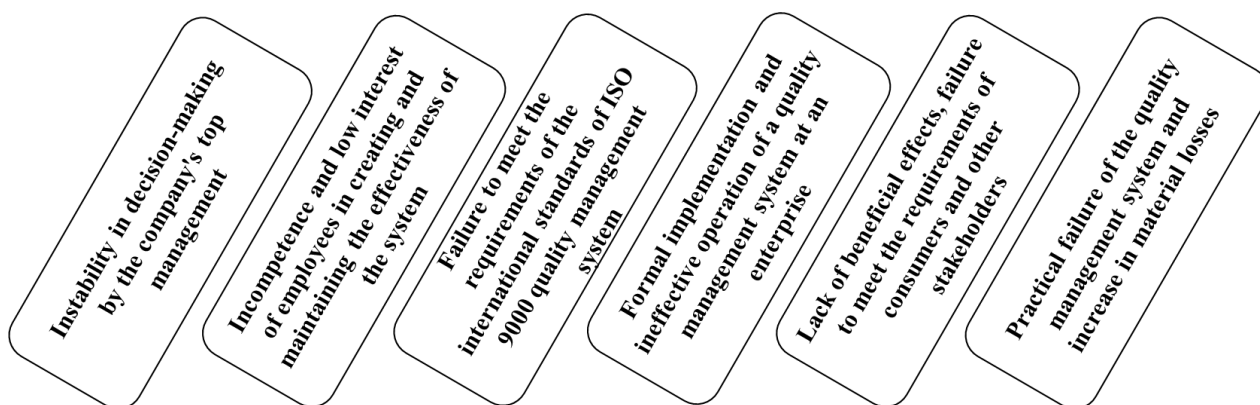 Instability in decision-making
by the company's top
management
Incompetence and low interest
of employees in creating and
maintaining the effectiveness of
the system
Failure to meet the
requirements of the
international standards of ISO
9000 quality management
system
Formal implementation and
ineffective operation of a quality
management system at an
enterprise
Lack of beneficial effects, failure
to meet the requirements of
consumers and other
stakeholders
Practical failure of the quality
management system and
increase in material losses